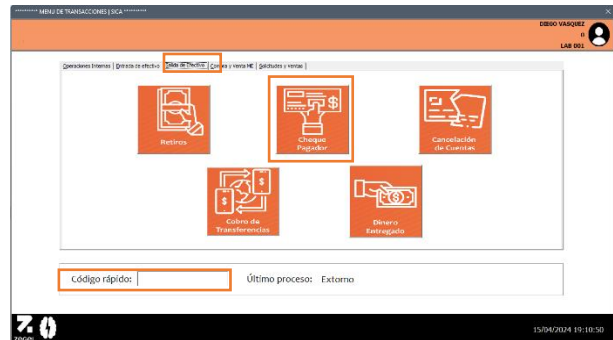 ********** MENU DE TRANSACCIONES | SICA **********
DIEGO VASQUEZ
0
LAB 001
Operaciones Internas | Entrada de efectivo | Salida de Efectivo | Compra y Venta ME | Solicitudes y Ventas
Retiros
Cheque
Pagador
Cancelación
de Cuentas
Cobro de
Transferencias
Dinero
Entregado
Código rápido:
Último proceso: Extorno
15/04/2024 19:10:50